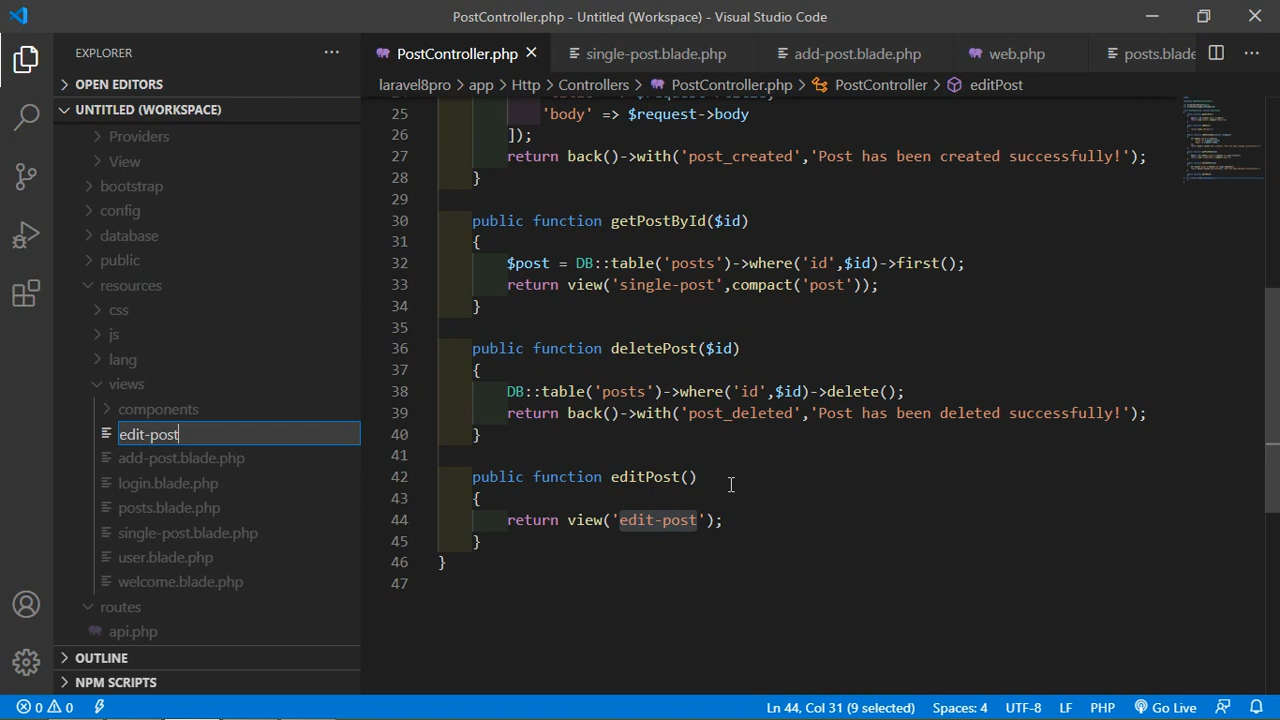 PostController.php - Untitled (Workspace) - Visual Studio Code
EXPLORER
PostController.php
single-post.blade.php
add-post.blade.php
web.php
posts.blade
OPEN EDITORS
laravel8pro > app > Http > Controllers > PostController.php > PostController > editPost
UNTITLED (WORKSPACE)
Providers
View
bootstrap
config
database
public
resources
css
js
lang
views
components
edit-post
add-post.blade.php
login.blade.php
posts.blade.php
single-post.blade.php
user.blade.php
welcome.blade.php
routes
api.php
OUTLINE
NPM SCRIPTS
25 'body' => $request->body
26 ]);
27 return back()->with('post_created','Post has been created successfully!');
28 }
29
30 public function getPostById($id)
31 {
32 $post = DB::table('posts')->where('id',$id)->first();
33 return view('single-post',compact('post'));
34 }
35
36 public function deletePost($id)
37 {
38 DB::table('posts')->where('id',$id)->delete();
39 return back()->with('post_deleted','Post has been deleted successfully!');
40 }
41
42 public function editPost()
43 {
44 return view('edit-post');
45 }
46 }
47
0 0 Ln 44, Col 31 (9 selected) Spaces: 4 UTF-8 LF PHP Go Live